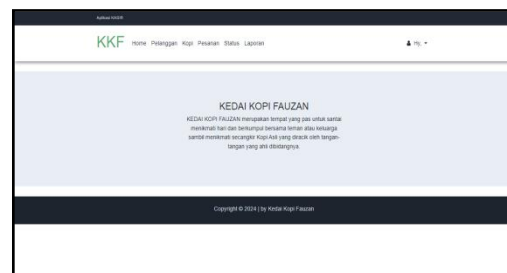 Aplikasi KKGF
KKF Home Pelanggan Kopi Pesanan Status Laporan Hy,
KEDAI KOPI FAUZAN
KEDAI KOPI FAUZAN merupakan tempat yang pas untuk santai
menikmati hari dan berkumpul bersama teman atau keluarga
sambil menikmati secangkir Kopi Asli yang diracik oleh tangan-
tangan yang ahli dibidangnya.
Copyright © 2024 | by Kedai Kopi Fauzan